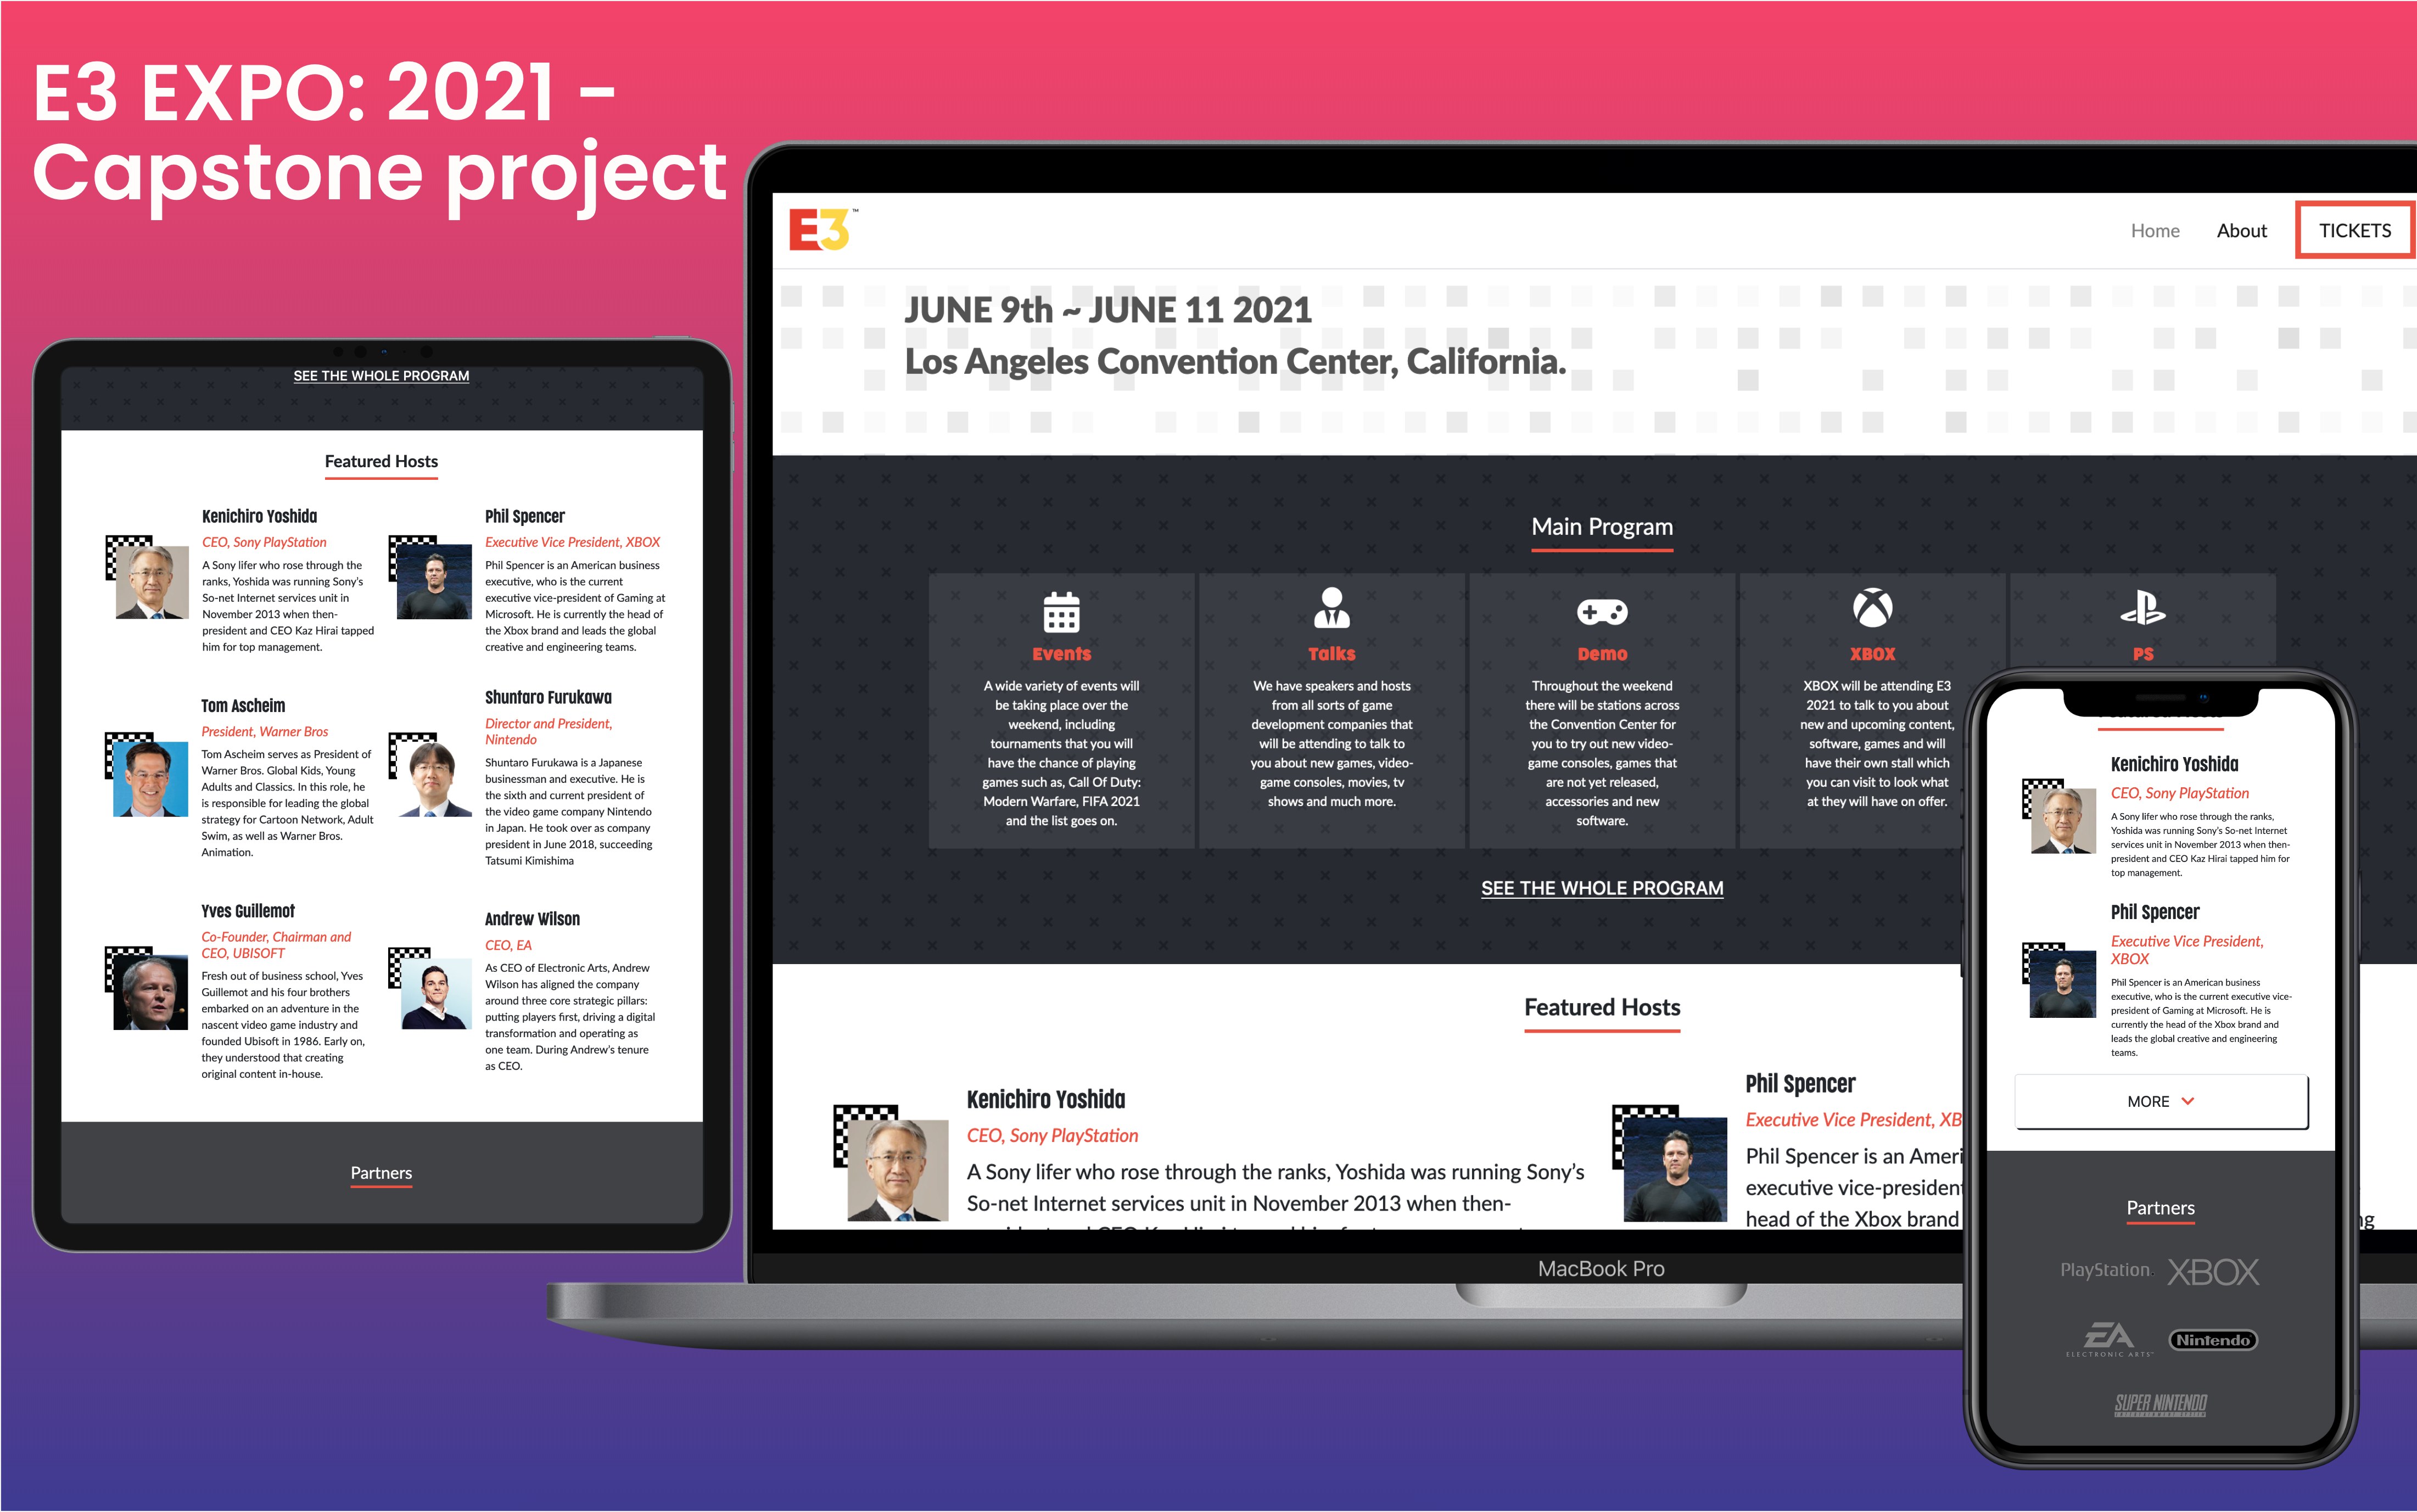 E3 EXPO: 2021 -
Capstone project
SEE THE WHOLE PROGRAM
Featured Hosts
Kenichiro Yoshida
CEO, Sony PlayStation
A Sony lifer who rose through the
ranks, Yoshida was running Sony's
So-net Internet services unit in
November 2013 when then-
president and CEO Kaz Hirai tapped
him for top management.
Phil Spencer
Executive Vice President, XBOX
Phil Spencer is an American business
executive, who is the current
executive vice-president of Gaming at
Microsoft. He is currently the head of
the Xbox brand and leads the global
creative and engineering teams.
Tom Ascheim
President, Warner Bros
Tom Ascheim serves as President of
Warner Bros. Global Kids, Young
Adults and Classics. In this role, he
is responsible for leading the global
strategy for Cartoon Network, Adult
Swim, as well as Warner Bros.
Animation.
Shuntaro Furukawa
Director and President,
Nintendo
Shuntaro Furukawa is a Japanese
businessman and executive. He is
the sixth and current president of
the video game company Nintendo
in Japan. He took over as company
president in June 2018, succeeding
Tatsumi Kimishima
Yves Guillemot
Co-Founder, Chairman and
CEO, UBISOFT
Fresh out of business school, Yves
Guillemot and his four brothers
embarked on an adventure in the
nascent video game industry and
founded Ubisoft in 1986. Early on,
they understood that creating
original content in-house.
Andrew Wilson
CEO, EA
As CEO of Electronic Arts, Andrew
Wilson has aligned the company
around three core strategic pillars:
putting players first, driving a digital
transformation and operating as
one team. During Andrew's tenure
as CEO.
Partners
E3™
Home
About
TICKETS
JUNE 9th ~ JUNE 11 2021
Los Angeles Convention Center, California.
Main Program
Events
A wide variety of events will
be taking place over the
weekend, including
tournaments that you will
have the chance of playing
games such as, Call Of Duty:
Modern Warfare, FIFA 2021
and the list goes on.
Talks
We have speakers and hosts
from all sorts of game
development companies that
will be attending to talk to
you about new games, video-
game consoles, movies, tv
shows and much more.
Demo
Throughout the weekend
there will be stations across
the Convention Center for
you to try out new video-
game consoles, games that
are not yet released,
accessories and new
software.
XBOX
XBOX will be attending E3
2021 to talk to you about
new and upcoming content,
software, games and will
have their own stall which
you can visit to look what
at they will have on offer.
PS
SEE THE WHOLE PROGRAM
Featured Hosts
Kenichiro Yoshida
CEO, Sony PlayStation
A Sony lifer who rose through the ranks, Yoshida was running Sony's
So-net Internet services unit in November 2013 when then-
Phil Spencer
Executive Vice President, XB
Phil Spencer is an Ameri
executive vice-president
head of the Xbox brand
ng
MacBook Pro
Kenichiro Yoshida
CEO, Sony PlayStation
A Sony lifer who rose through the ranks,
Yoshida was running Sony's So-net Internet
services unit in November 2013 when then-
president and CEO Kaz Hirai tapped him for
top management.
Phil Spencer
Executive Vice President,
XBOX
Phil Spencer is an American business
executive, who is the current executive vice-
president of Gaming at Microsoft. He is
currently the head of the Xbox brand and
leads the global creative and engineering
teams.
MORE
Partners
PlayStation.
XBOX
EA
ELECTRONIC ARTS™
Nintendo
SUPER NINTENDO
ENTERTAINMENT SYSTEM